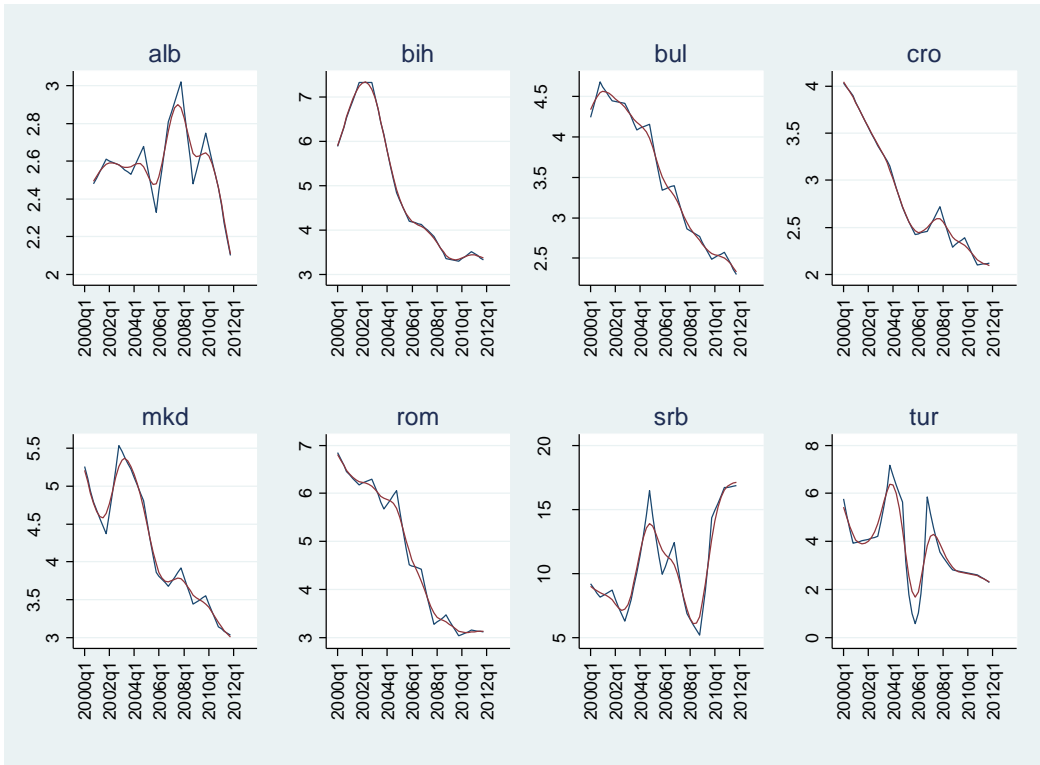 alb
3
2.8
2.6
2.4
2.2
2
2000q1
2002q1
2004q1
2006q1
2008q1
2010q1
2012q1
bih
7
6
5
4
3
2000q1
2002q1
2004q1
2006q1
2008q1
2010q1
2012q1
bul
4.5
4
3.5
3
2.5
2000q1
2002q1
2004q1
2006q1
2008q1
2010q1
2012q1
cro
4
3.5
3
2.5
2
2000q1
2002q1
2004q1
2006q1
2008q1
2010q1
2012q1
mkd
5.5
5
4.5
4
3.5
3
2000q1
2002q1
2004q1
2006q1
2008q1
2010q1
2012q1
rom
7
6
5
4
3
2000q1
2002q1
2004q1
2006q1
2008q1
2010q1
2012q1
srb
20
15
10
5
2000q1
2002q1
2004q1
2006q1
2008q1
2010q1
2012q1
tur
8
6
4
2
0
2000q1
2002q1
2004q1
2006q1
2008q1
2010q1
2012q1